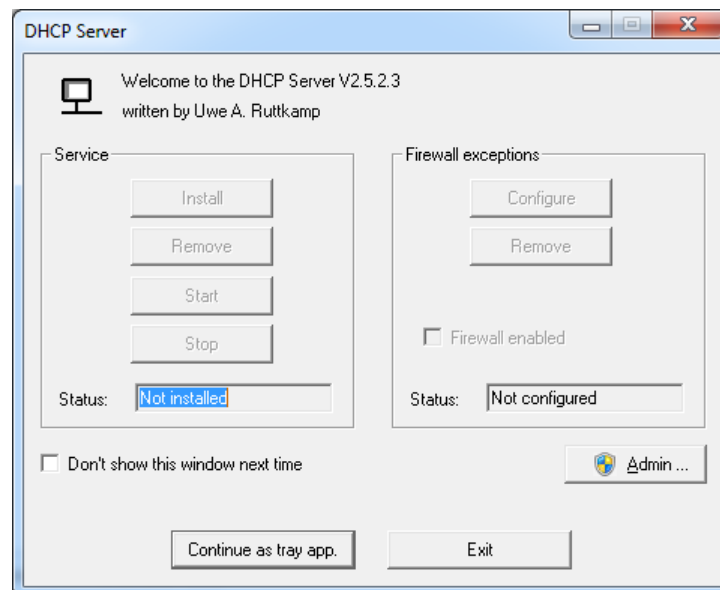 DHCP Server
Welcome to the DHCP Server V2.5.2.3
written by Uwe A. Ruttkamp
Service
Install
Remove
Start
Stop
Status: Not installed
Firewall exceptions
Configure
Remove
Firewall enabled
Status: Not configured
Don't show this window next time
Admin ...
Continue as tray app.
Exit